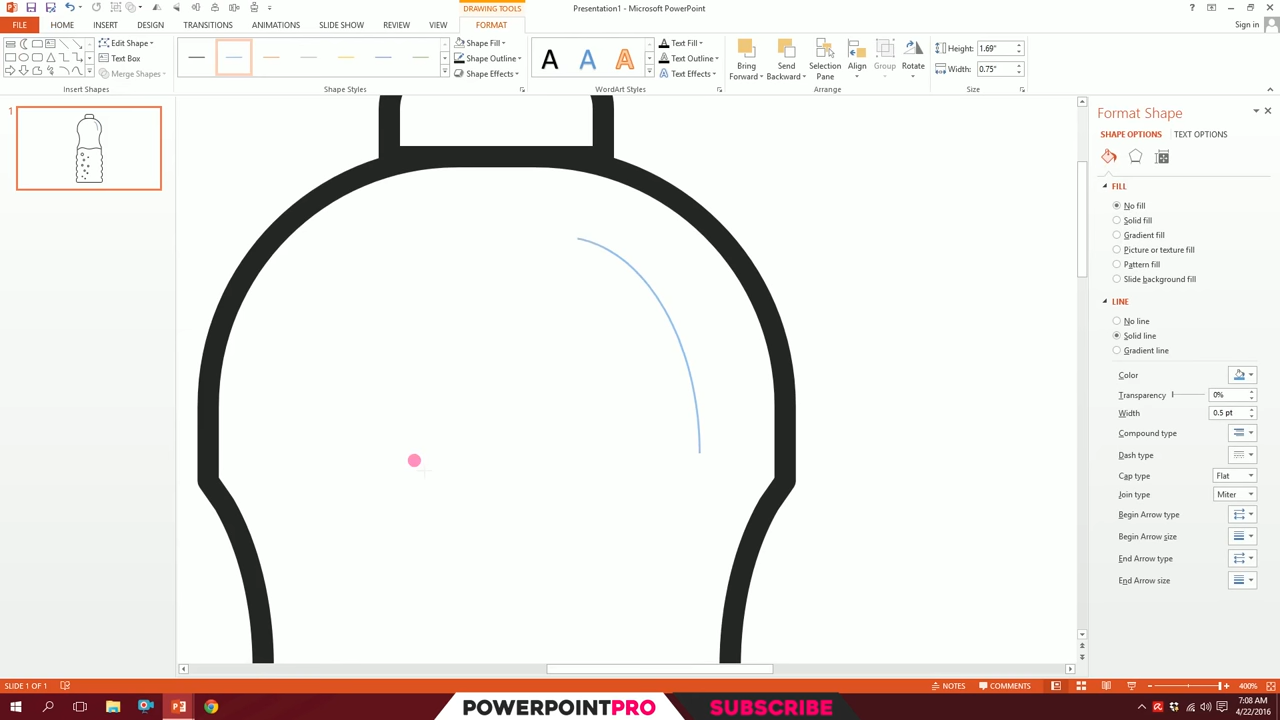 Presentation1 - Microsoft PowerPoint
DRAWING TOOLS
Sign in
FILE HOME INSERT DESIGN TRANSITIONS ANIMATIONS SLIDE SHOW REVIEW VIEW FORMAT
Edit Shape
Text Box
Merge Shapes
Insert Shapes
Shape Fill
Shape Outline
Shape Effects
Shape Styles
A A A
Text Fill
Text Outline
Text Effects
WordArt Styles
Bring Forward
Send Backward
Selection Pane
Align
Group
Rotate
Arrange
Height: 1.69"
Width: 0.75"
Size
1
Format Shape
SHAPE OPTIONS TEXT OPTIONS
FILL
No fill
Solid fill
Gradient fill
Picture or texture fill
Pattern fill
Slide background fill
LINE
No line
Solid line
Gradient line
Color
Transparency 0%
Width 0.5 pt
Compound type
Dash type
Cap type Flat
Join type Miter
Begin Arrow type
Begin Arrow size
End Arrow type
End Arrow size
SLIDE 1 OF 1
NOTES COMMENTS 400%
POWERPOINTPRO SUBSCRIBE
7:08 AM
4/22/2016